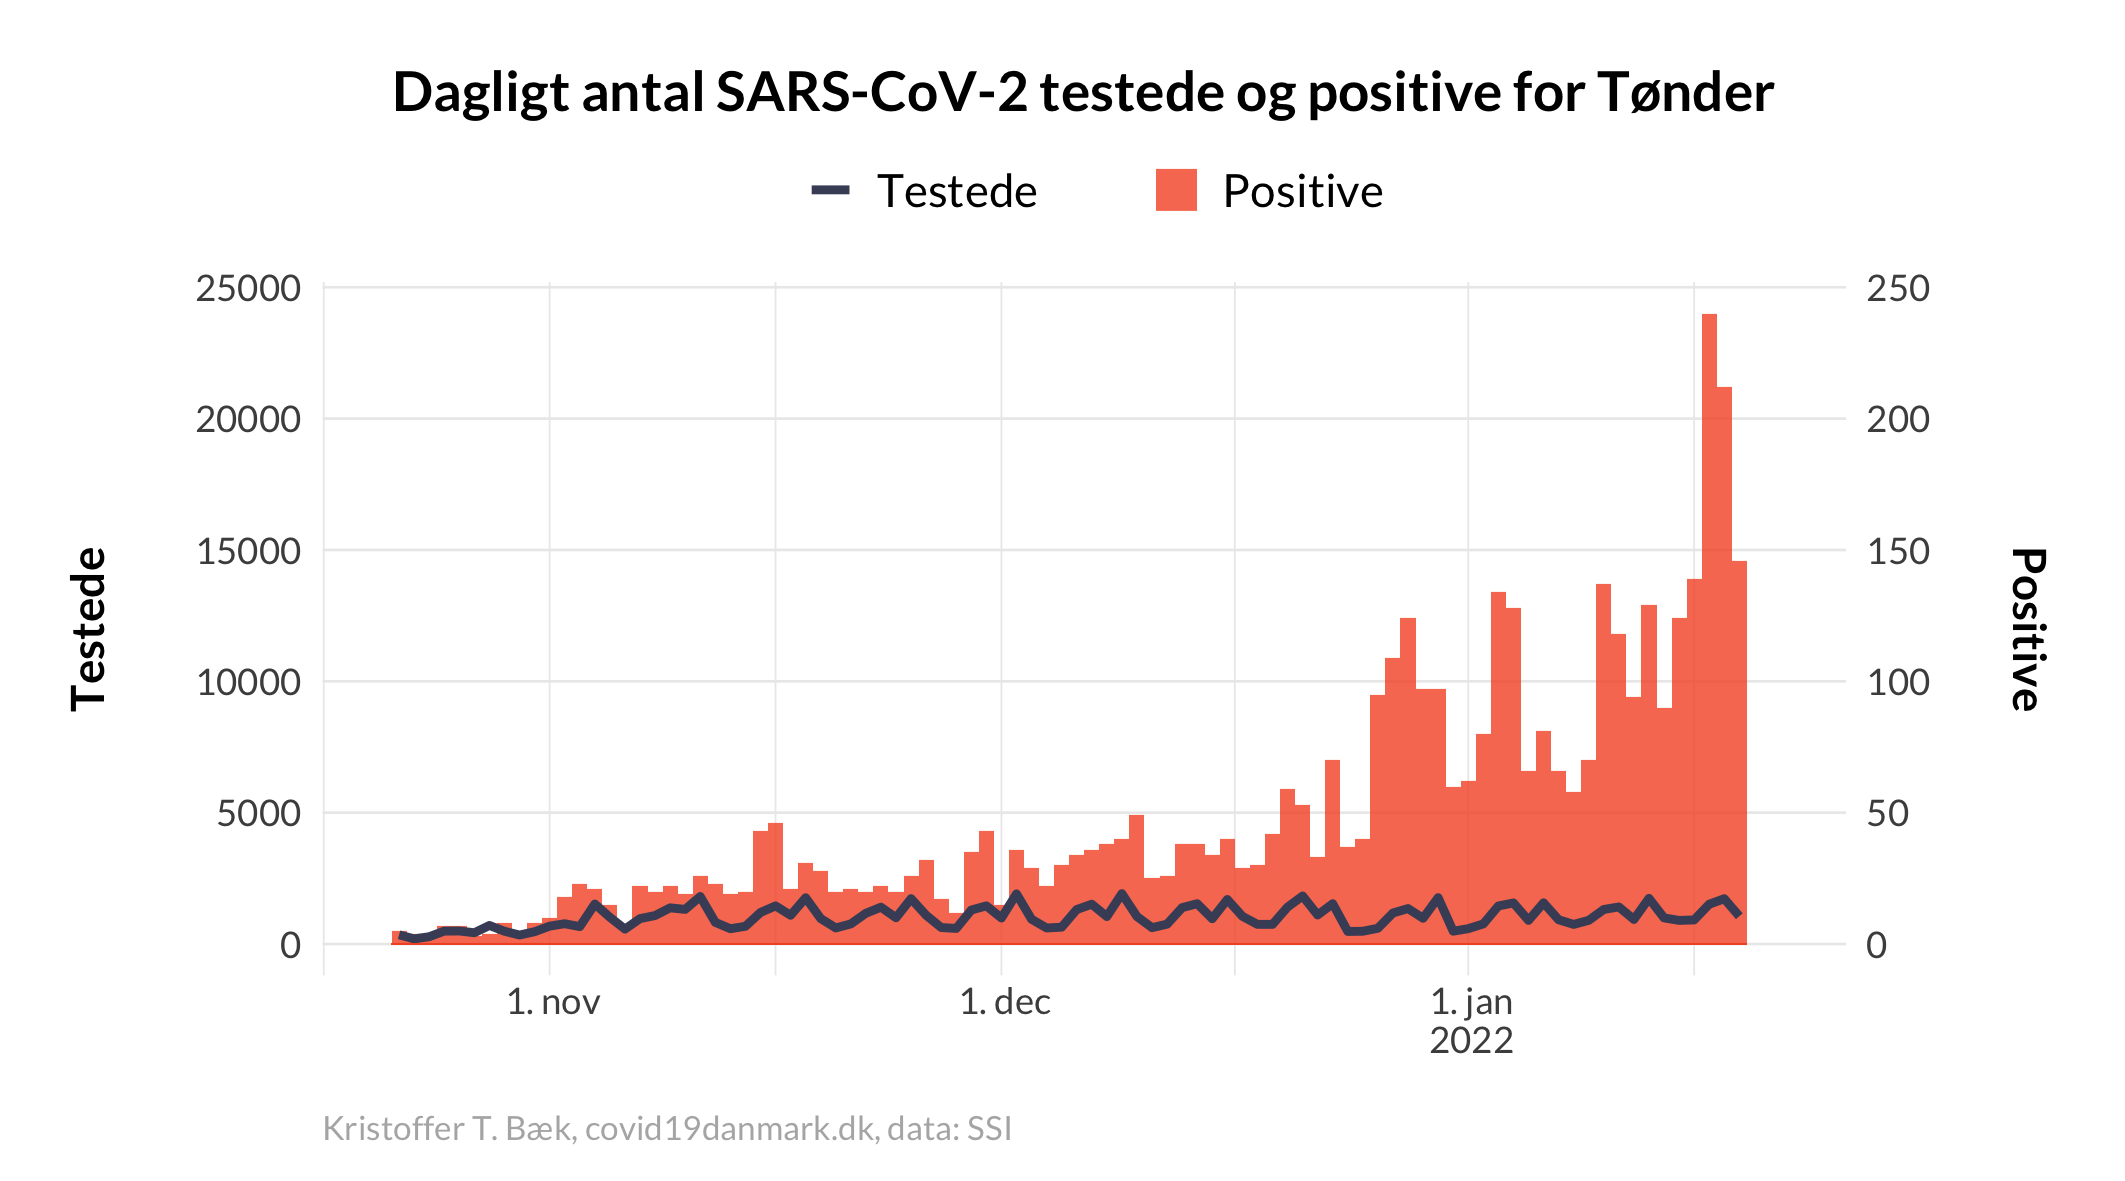 Dagligt antal SARS-CoV-2 testede og positive for Tønder
Testede Positive
25000 250
20000 200
15000 150
10000 100
5000 50
0 0
Testede
Positive
1. nov 1. dec 1. jan
2022
Kristoffer T. Bæk, covid19danmark.dk, data: SSI